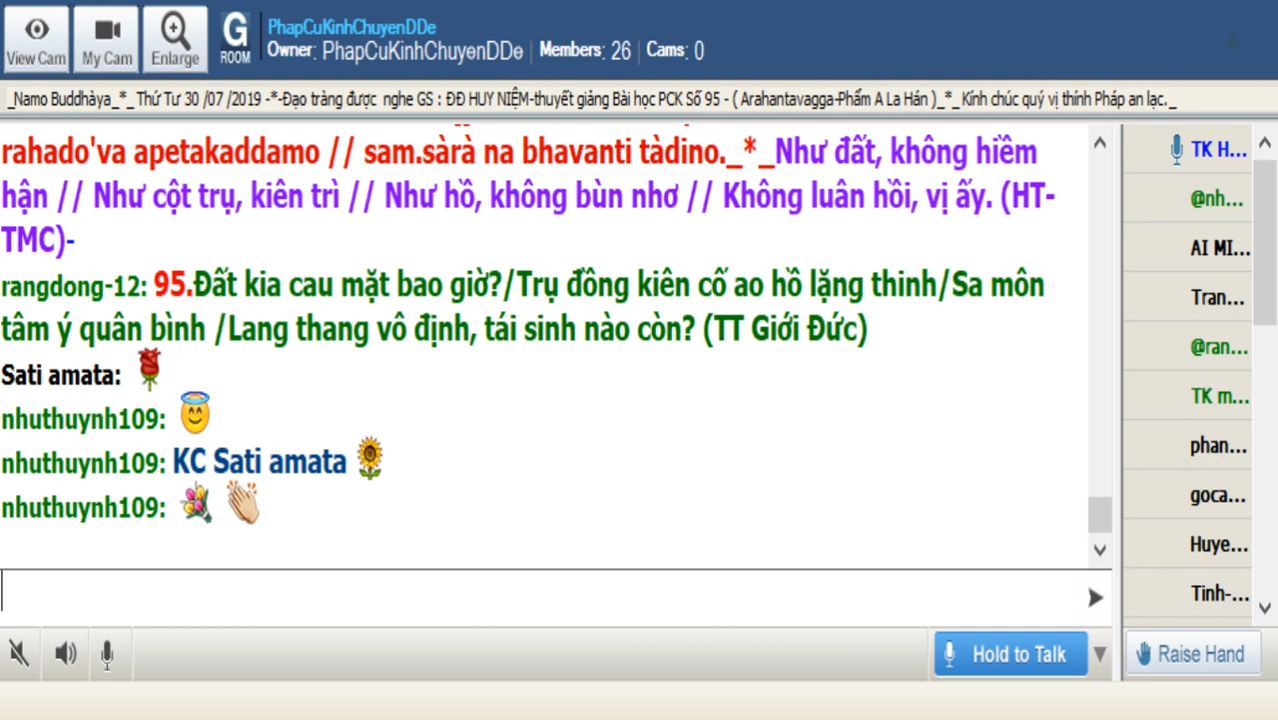 View Cam
My Cam
Enlarge
G
ROOM
PhapCuKinhChuyenDDe
Owner: PhapCuKinhChuyenDDe | Members: 26 | Cams: 0
_Namo Buddhàya_*_Thứ Tư 30 /07 /2019 -*-Đạo tràng được nghe GS : ĐĐ HUY NIỆM-thuyết giảng Bài học PCK Số 95 - ( Arahantavagga-Phẩm A La Hán )_*_Kính chúc quý vị thính Pháp an lạc._
rahado'va apetakaddamo // sam.sàrà na bhavanti tàdino._*_Như đất, không hiềm
hận // Như cột trụ, kiên trì // Như hồ, không bùn nhơ // Không luân hồi, vị ấy. (HT-
TMC)-
rangdong-12: 95.Đất kia cau mặt bao giờ?/Trụ đồng kiên cố ao hồ lặng thinh/Sa môn
tâm ý quân bình /Lang thang vô định, tái sinh nào còn? (TT Giới Đức)
Sati amata:
nhuthuynh109:
nhuthuynh109: KC Sati amata
nhuthuynh109:
TK H...
@nh...
AI MI...
Tran...
@ran...
TK m...
phan...
goca...
Huye...
Tinh-...
Hold to Talk
Raise Hand